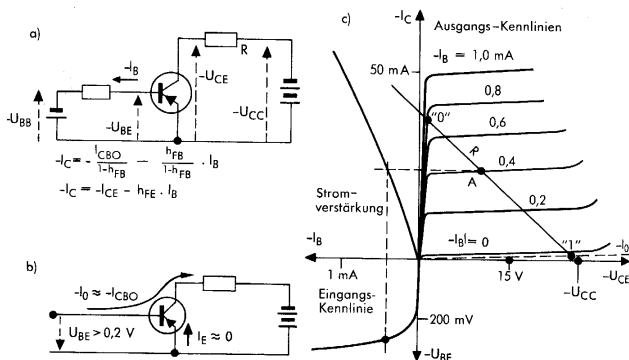 a)
R
-I_B
-U_CE
-U_CC
-U_BB
-U_BE
-I_C = - I_CBO / 1-h_FB - h_FB / 1-h_FB · I_B
-I_C = -I_CE - h_FE · I_B
b)
-I_0 ≈ -I_CBO
U_BE > 0,2 V
I_E ≈ 0
c)
-I_C
Ausgangs-Kennlinien
-I_B = 1,0 mA
50 mA
0,8
"0"
0,6
R
0,4
A
Strom-
verstärkung
0,2
-I_B = 0
"1"
-I_0
-I_B
1 mA
15 V
-U_CC
-U_CE
Eingangs-
Kennlinie
200 mV
-U_BE